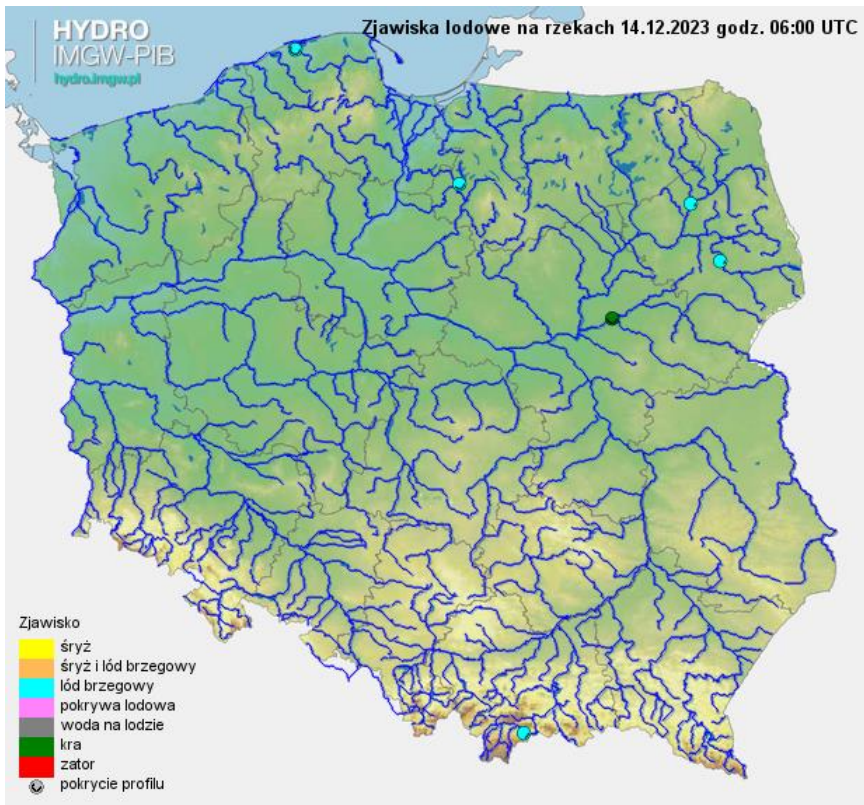 HYDRO
IMGW-PIB
hydro.imgw.pl
Zjawiska lodowe na rzekach 14.12.2023 godz. 06:00 UTC
Zjawisko
śryż
śryż i lód brzegowy
lód brzegowy
pokrywa lodowa
woda na lodzie
kra
zator
pokrycie profilu